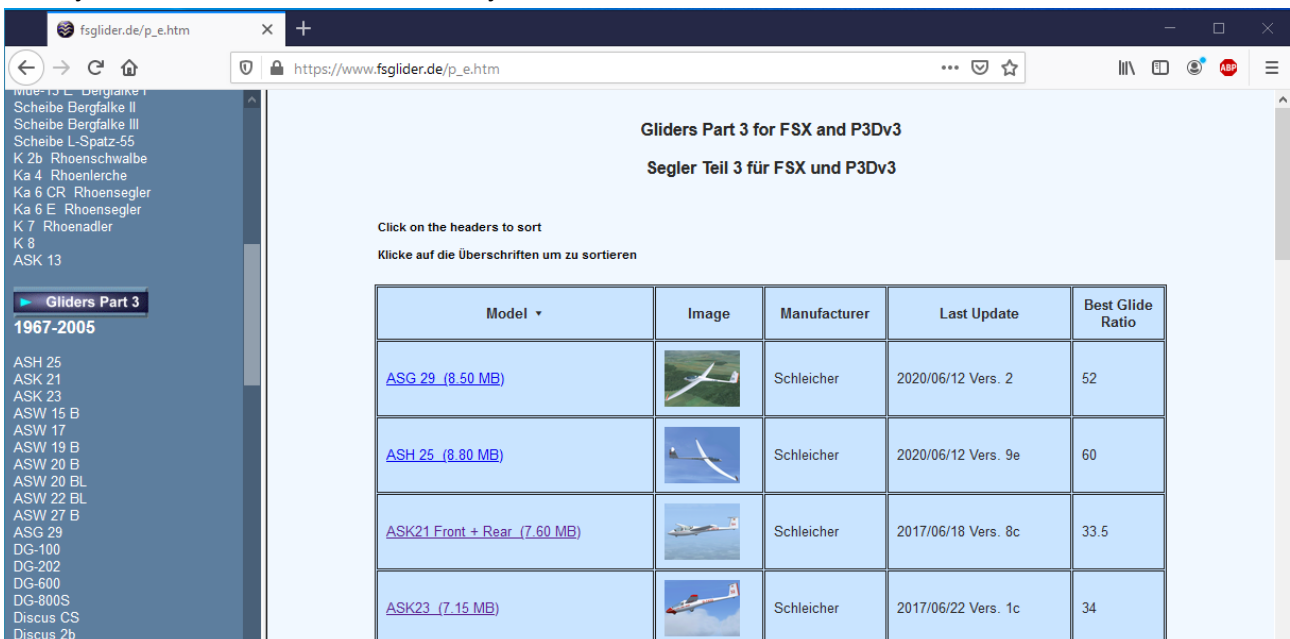 fsglider.de/p_e.htm
https://www.fsglider.de/p_e.htm
ABP
Scheibe Bergfalke II
Scheibe Bergfalke III
Scheibe L-Spatz-55
K 2b Rhoenschwalbe
Ka 4 Rhoenlerche
Ka 6 CR Rhoensegler
Ka 6 E Rhoensegler
K 7 Rhoenadler
K 8
ASK 13
Gliders Part 3
1967-2005
ASH 25
ASK 21
ASK 23
ASW 15 B
ASW 17
ASW 19 B
ASW 20 B
ASW 20 BL
ASW 22 BL
ASW 27 B
ASG 29
DG-100
DG-202
DG-600
DG-800S
Discus CS
Discus 2b
Gliders Part 3 for FSX and P3Dv3
Segler Teil 3 für FSX und P3Dv3
Click on the headers to sort
Klicke auf die Überschriften um zu sortieren
Model ▼ Image Manufacturer Last Update Best Glide Ratio
ASG 29 (8.50 MB) Schleicher 2020/06/12 Vers. 2 52
ASH 25 (8.80 MB) Schleicher 2020/06/12 Vers. 9e 60
ASK21 Front + Rear (7.60 MB) Schleicher 2017/06/18 Vers. 8c 33.5
ASK23 (7.15 MB) Schleicher 2017/06/22 Vers. 1c 34